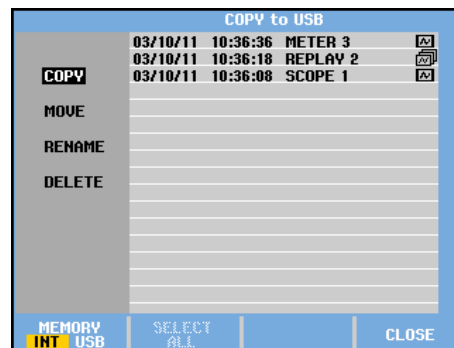 COPY to USB
03/10/11 10:36:36 METER 3
03/10/11 10:36:18 REPLAY 2
COPY 03/10/11 10:36:08 SCOPE 1
MOVE
RENAME
DELETE
MEMORY SELECT
INT USB ALL CLOSE